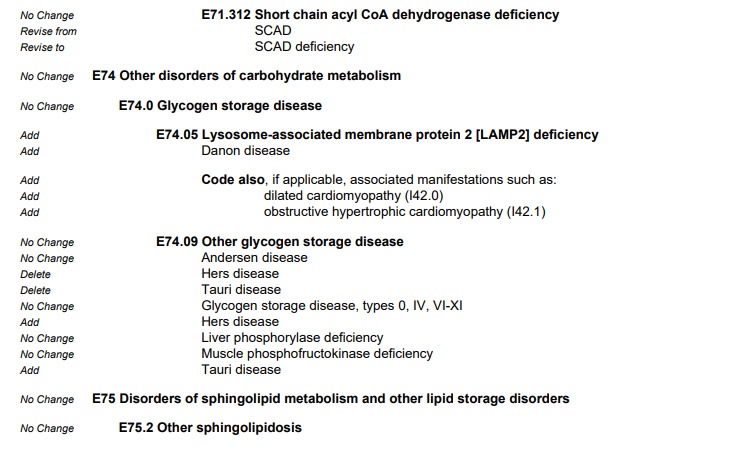 No Change E71.312 Short chain acyl CoA dehydrogenase deficiency
Revise from SCAD
Revise to SCAD deficiency
No Change E74 Other disorders of carbohydrate metabolism
No Change E74.0 Glycogen storage disease
Add E74.05 Lysosome-associated membrane protein 2 [LAMP2] deficiency
Add Danon disease
Add Code also, if applicable, associated manifestations such as:
Add dilated cardiomyopathy (I42.0)
Add obstructive hypertrophic cardiomyopathy (I42.1)
No Change E74.09 Other glycogen storage disease
No Change Andersen disease
Delete Hers disease
Delete Tauri disease
No Change Glycogen storage disease, types 0, IV, VI-XI
Add Hers disease
No Change Liver phosphorylase deficiency
No Change Muscle phosphofructokinase deficiency
Add Tauri disease
No Change E75 Disorders of sphingolipid metabolism and other lipid storage disorders
No Change E75.2 Other sphingolipidosis